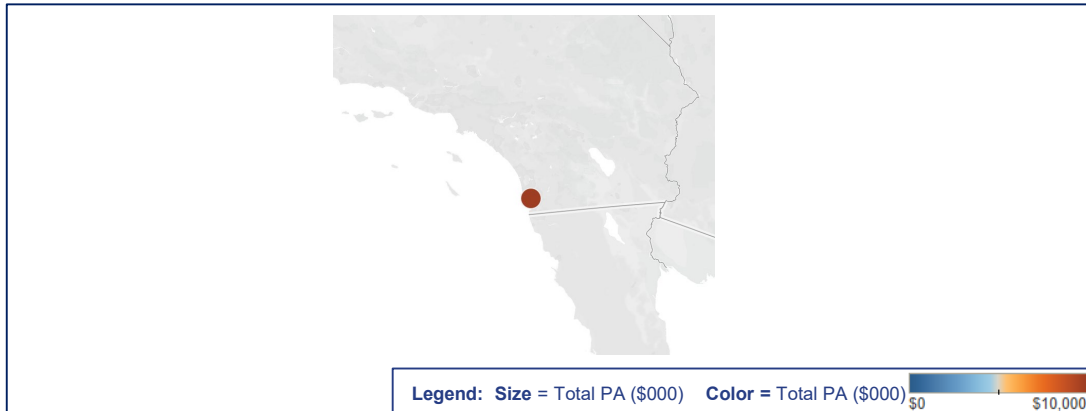 Legend: Size = Total PA ($000) Color = Total PA ($000)
$0 $10,000